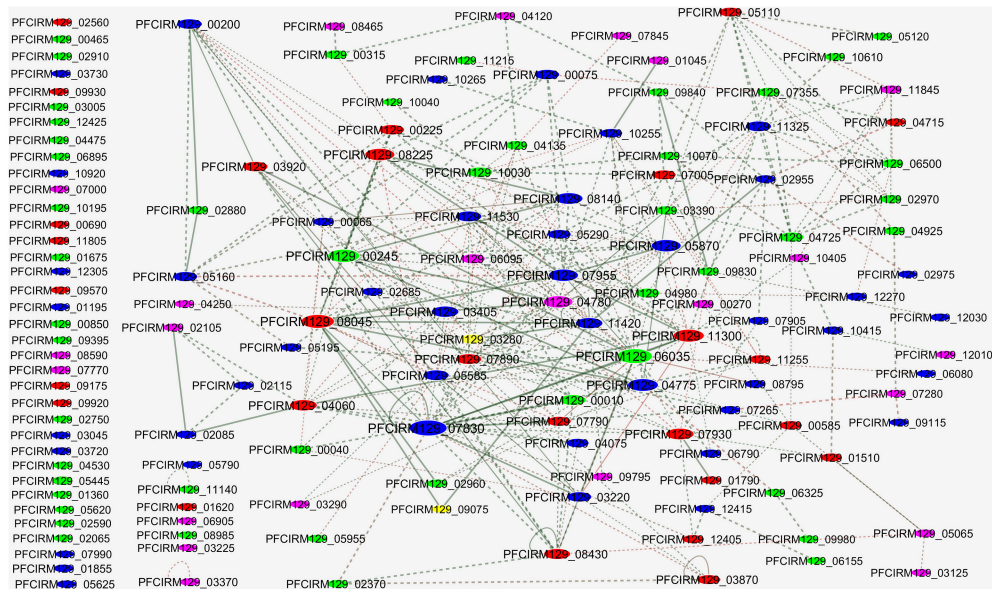 PFCIRM129_02560
PFCIRM129_00465
PFCIRM129_02910
PFCIRM129_03730
PFCIRM129_09930
PFCIRM129_03005
PFCIRM129_12425
PFCIRM129_04475
PFCIRM129_06895
PFCIRM129_10920
PFCIRM129_07000
PFCIRM129_10195
PFCIRM129_00690
PFCIRM129_11805
PFCIRM129_01675
PFCIRM129_12305
PFCIRM129_09570
PFCIRM129_01195
PFCIRM129_00850
PFCIRM129_09395
PFCIRM129_08590
PFCIRM129_07770
PFCIRM129_09175
PFCIRM129_09920
PFCIRM129_02750
PFCIRM129_03045
PFCIRM129_03720
PFCIRM129_04530
PFCIRM129_05445
PFCIRM129_01360
PFCIRM129_05620
PFCIRM129_02590
PFCIRM129_02065
PFCIRM129_07990
PFCIRM129_01855
PFCIRM129_05625
PFCIRM129_00200
PFCIRM129_08465
PFCIRM129_04120
PFCIRM129_05110
PFCIRM129_07845
PFCIRM129_05120
PFCIRM129_00315
PFCIRM129_11215
PFCIRM129_01045
PFCIRM129_10610
PFCIRM129_10265
PFCIRM129_00075
PFCIRM129_09840
PFCIRM129_07355
PFCIRM129_11845
PFCIRM129_10040
PFCIRM129_00225
PFCIRM129_10255
PFCIRM129_11325
PFCIRM129_04715
PFCIRM129_08225
PFCIRM129_04135
PFCIRM129_10070
PFCIRM129_03920
PFCIRM129_10030
PFCIRM129_07005
PFCIRM129_02955
PFCIRM129_06500
PFCIRM129_08140
PFCIRM129_02970
PFCIRM129_02880
PFCIRM129_00065
PFCIRM129_11530
PFCIRM129_03390
PFCIRM129_05290
PFCIRM129_04725
PFCIRM129_04925
PFCIRM129_00245
PFCIRM129_06095
PFCIRM129_05870
PFCIRM129_10405
PFCIRM129_05160
PFCIRM129_07955
PFCIRM129_09830
PFCIRM129_02975
PFCIRM129_02685
PFCIRM129_04980
PFCIRM129_12270
PFCIRM129_04250
PFCIRM129_04780
PFCIRM129_00270
PFCIRM129_03405
PFCIRM129_12030
PFCIRM129_08045
PFCIRM129_11420
PFCIRM129_07905
PFCIRM129_02105
PFCIRM129_10415
PFCIRM129_03280
PFCIRM129_11300
PFCIRM129_05195
PFCIRM129_07890
PFCIRM129_06035
PFCIRM129_11255
PFCIRM129_12010
PFCIRM129_05585
PFCIRM129_06080
PFCIRM129_02115
PFCIRM129_04775
PFCIRM129_08795
PFCIRM129_07280
PFCIRM129_04060
PFCIRM129_00010
PFCIRM129_07265
PFCIRM129_07830
PFCIRM129_07790
PFCIRM129_00585
PFCIRM129_09115
PFCIRM129_02085
PFCIRM129_07930
PFCIRM129_00040
PFCIRM129_04075
PFCIRM129_06790
PFCIRM129_01510
PFCIRM129_05790
PFCIRM129_09795
PFCIRM129_01790
PFCIRM129_02960
PFCIRM129_11140
PFCIRM129_03220
PFCIRM129_06325
PFCIRM129_01620
PFCIRM129_03290
PFCIRM129_09075
PFCIRM129_12415
PFCIRM129_06905
PFCIRM129_08985
PFCIRM129_05955
PFCIRM129_12405
PFCIRM129_09980
PFCIRM129_05065
PFCIRM129_03225
PFCIRM129_08430
PFCIRM129_06155
PFCIRM129_03125
PFCIRM129_03370
PFCIRM129_02370
PFCIRM129_03870